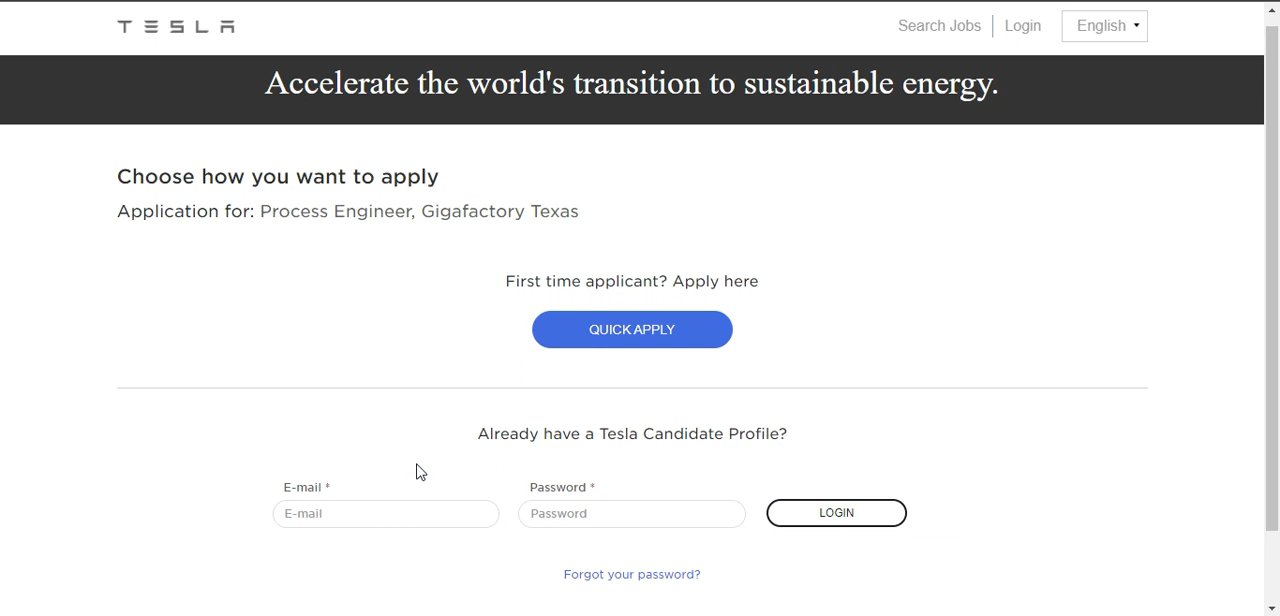 TESLA
Search Jobs Login English
Accelerate the world's transition to sustainable energy.
Choose how you want to apply
Application for: Process Engineer, Gigafactory Texas
First time applicant? Apply here
QUICK APPLY
Already have a Tesla Candidate Profile?
E-mail * Password *
E-mail Password LOGIN
Forgot your password?